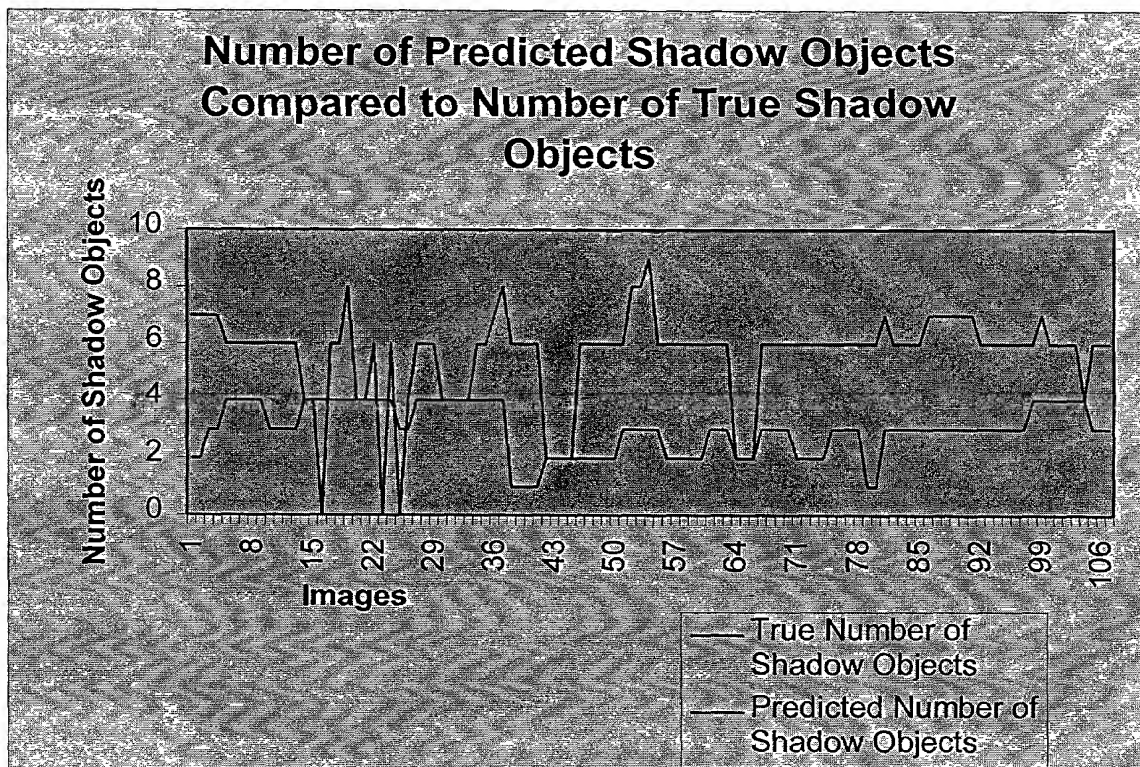 Number of Predicted Shadow Objects
Compared to Number of True Shadow
Objects
Number of Shadow Objects
10
8
6
4
2
0
1 8 15 22 29 36 43 50 57 64 71 78 85 92 99 106
Images
True Number of
Shadow Objects
Predicted Number of
Shadow Objects